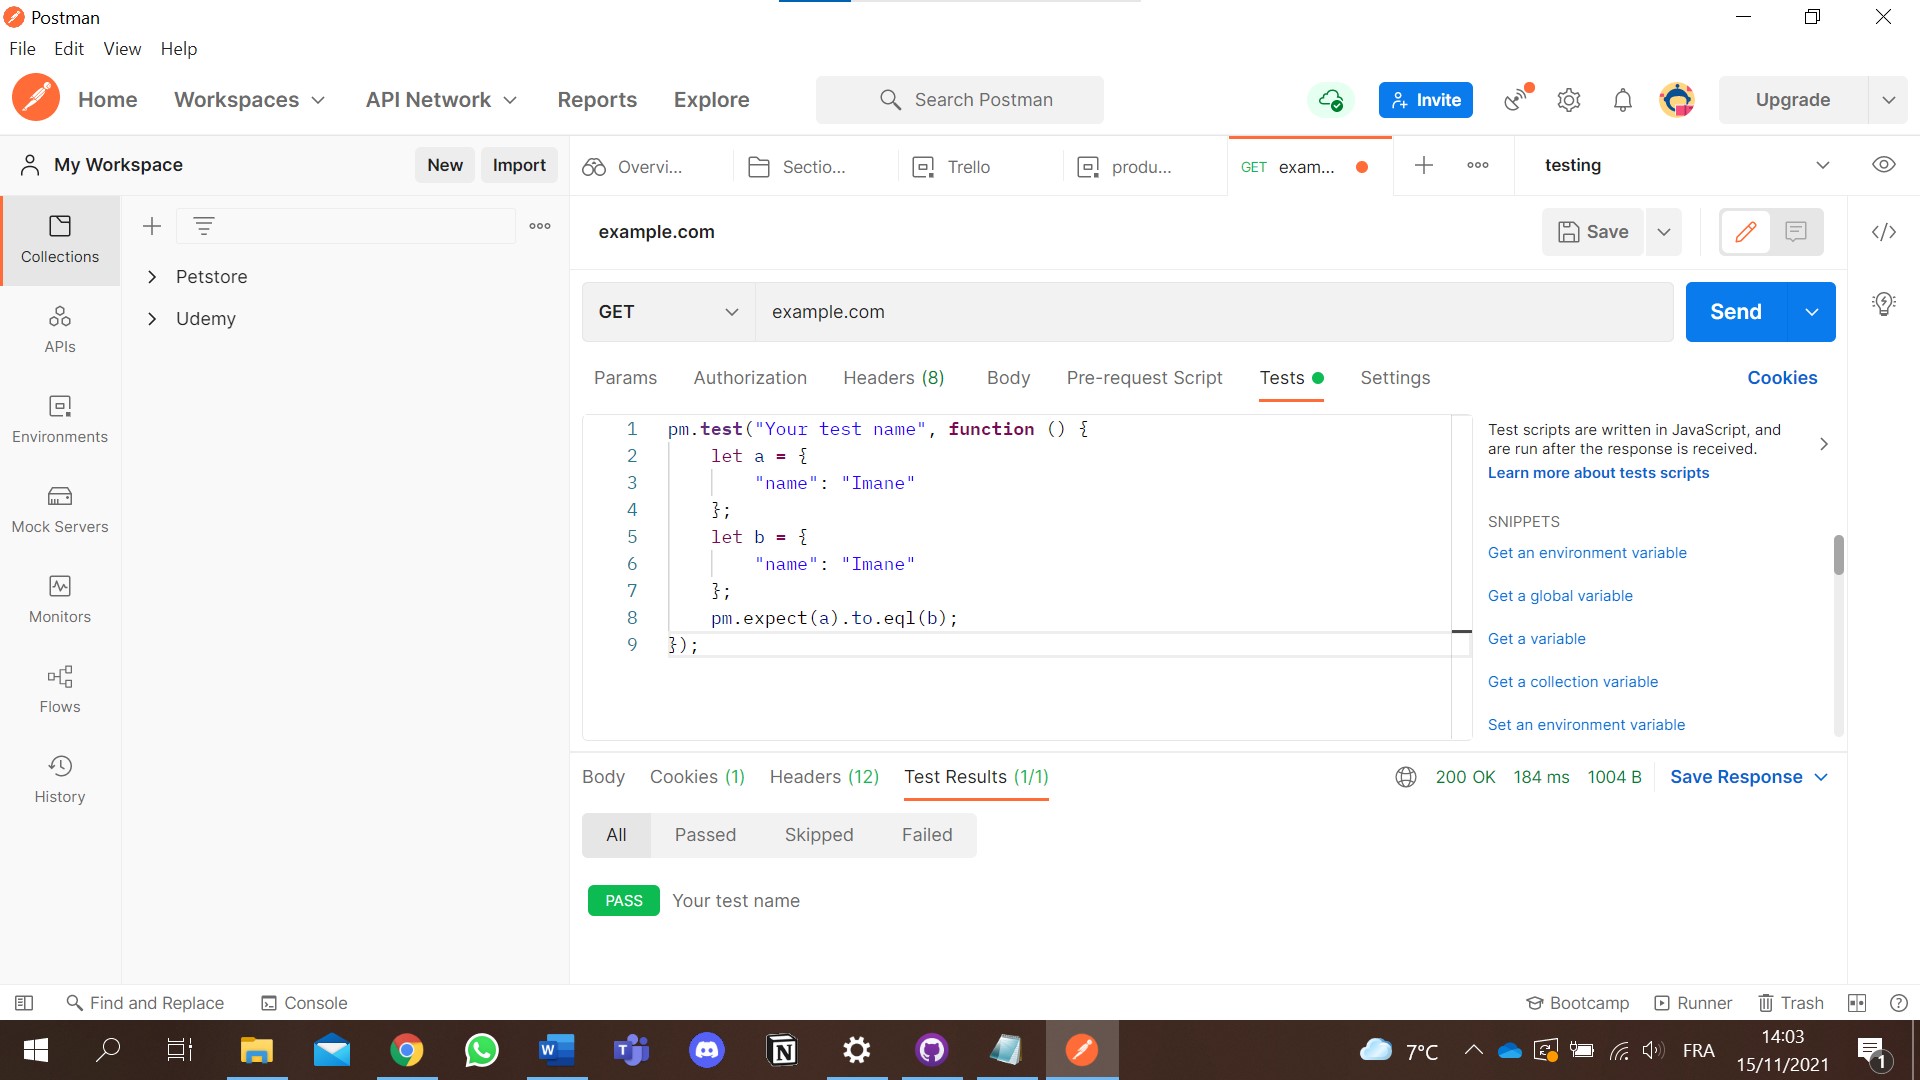 Postman
File Edit View Help
Home Workspaces API Network Reports Explore Search Postman Invite Upgrade
My Workspace New Import Overvi... Sectio... Trello produ... GET exam... testing
Collections
APIs
Environments
Mock Servers
Monitors
Flows
History
Petstore
Udemy
example.com Save
GET example.com Send
Params Authorization Headers (8) Body Pre-request Script Tests Settings Cookies
1 pm.test("Your test name", function () {
2 let a = {
3 "name": "Imane"
4 };
5 let b = {
6 "name": "Imane"
7 };
8 pm.expect(a).to.eql(b);
9 });
Test scripts are written in JavaScript, and
are run after the response is received.
Learn more about tests scripts
SNIPPETS
Get an environment variable
Get a global variable
Get a variable
Get a collection variable
Set an environment variable
Body Cookies (1) Headers (12) Test Results (1/1) 200 OK 184 ms 1004 B Save Response
All Passed Skipped Failed
PASS Your test name
Find and Replace Console Bootcamp Runner Trash
7°C FRA 14:03
15/11/2021
1